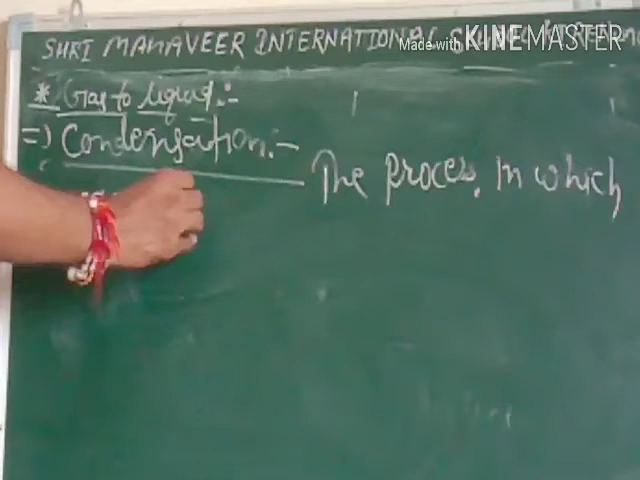 SHRI MAHAVEER INTERNATIONAL SCHOOL
Made with KINEMASTER
* Gas to liquid:-
=> Condensation:-
The Process. In which